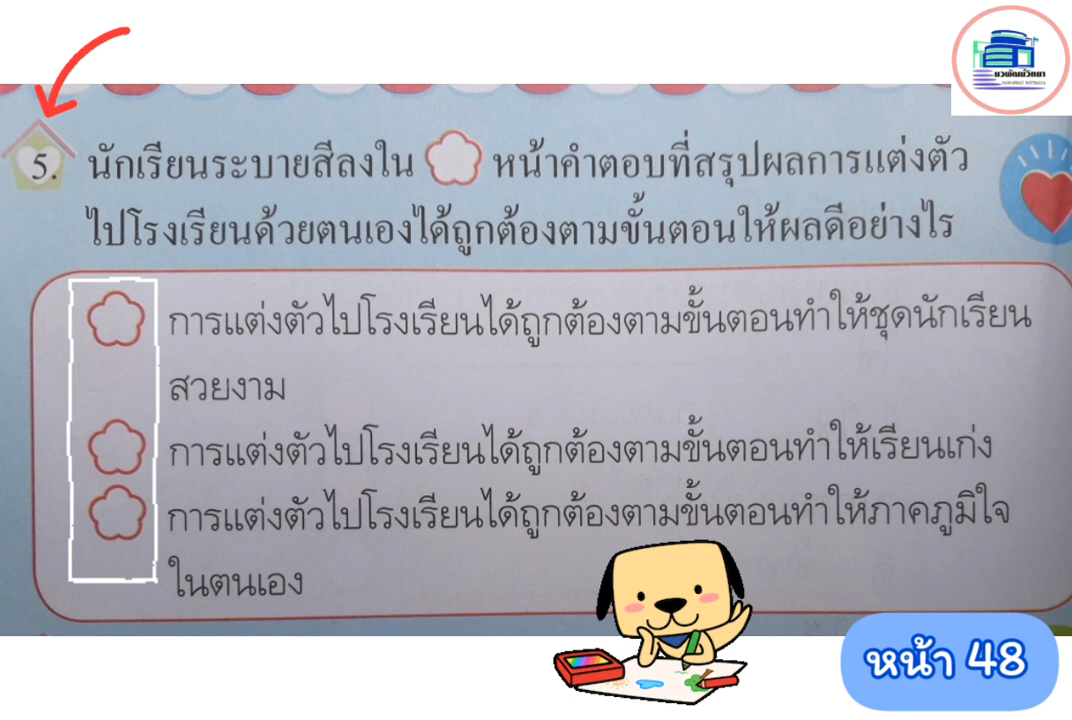 นวพัฒน์วิทยา
5. นักเรียนระบายสีลงใน หน้าคำตอบที่สรุปผลการแต่งตัว
ไปโรงเรียนด้วยตนเองได้ถูกต้องตามขั้นตอนให้ผลดีอย่างไร
การแต่งตัวไปโรงเรียนได้ถูกต้องตามขั้นตอนทำให้ชุดนักเรียน
สวยงาม
การแต่งตัวไปโรงเรียนได้ถูกต้องตามขั้นตอนทำให้เรียนเก่ง
การแต่งตัวไปโรงเรียนได้ถูกต้องตามขั้นตอนทำให้ภาคภูมิใจ
ในตนเอง
หน้า 48